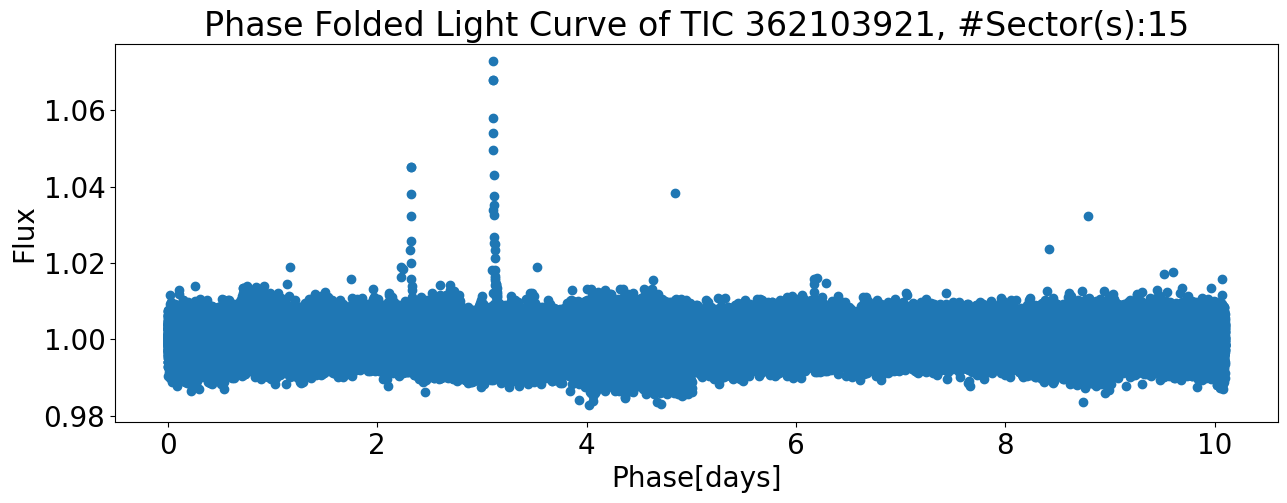 Phase Folded Light Curve of TIC 362103921, #Sector(s):15
Flux
1.06
1.04
1.02
1.00
0.98
0 2 4 6 8 10
Phase[days]